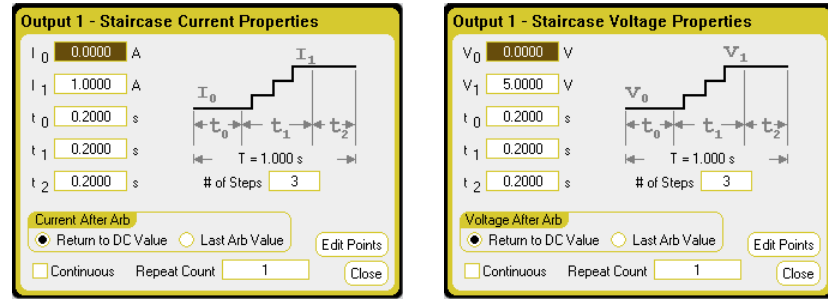 Output 1 - Staircase Current Properties
I 0 0.0000 A
I 1 1.0000 A
t 0 0.2000 s
t 1 0.2000 s
t 2 0.2000 s
I0 I1
t0 t1 t2
T = 1.000 s
# of Steps 3
Current After Arb
Return to DC Value Last Arb Value
Edit Points
Continuous Repeat Count 1
Close
Output 1 - Staircase Voltage Properties
V0 0.0000 V
V1 5.0000 V
t 0 0.2000 s
t 1 0.2000 s
t 2 0.2000 s
V0 V1
t0 t1 t2
T = 1.000 s
# of Steps 3
Voltage After Arb
Return to DC Value Last Arb Value
Edit Points
Continuous Repeat Count 1
Close